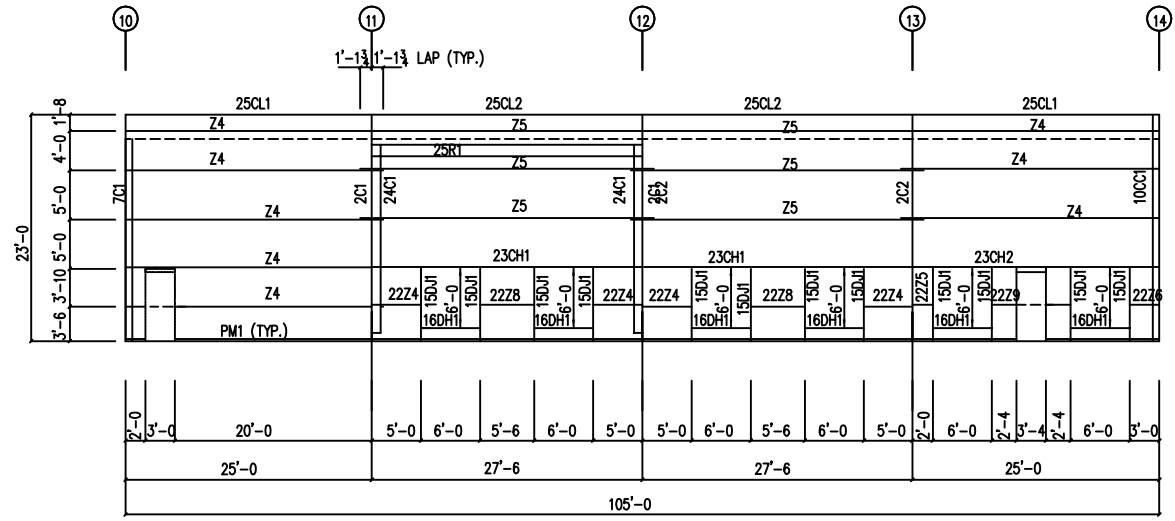 10 11 12 13 14
1'-1¾ 1'-1¾ LAP (TYP.)
25CL1 25CL2 25CL2 25CL1
1'-8 Z4 Z5 Z5 Z4
4'-0 25R1
Z4 Z5 Z5 Z4
7C1 2C1 24C1 24C1 2C2 10CC1
5'-0 Z4 Z5 Z5 2C2 Z4
23'-0
5'-0 Z4 23CH1 23CH1 23CH2
3'-10 Z4 22Z4 15DJ1 6'-0 22Z8 15DJ1 15DJ1 6'-0 22Z4 22Z4 15DJ1 6'-0 15DJ1 22Z8 15DJ1 6'-0 15DJ1 22Z4 22Z5 15DJ1 6'-0 15DJ1 22Z9 15DJ1 6'-0 15DJ1 22Z6
16DH1 16DH1 16DH1 16DH1 16DH1 16DH1
3'-6 PM1 (TYP.)
2'-0 3'-0 20'-0 5'-0 6'-0 5'-6 6'-0 5'-0 5'-0 6'-0 5'-6 6'-0 5'-0 2'-0 6'-0 2'-4 3'-4 2'-4 6'-0 3'-0
25'-0 27'-6 27'-6 25'-0
105'-0